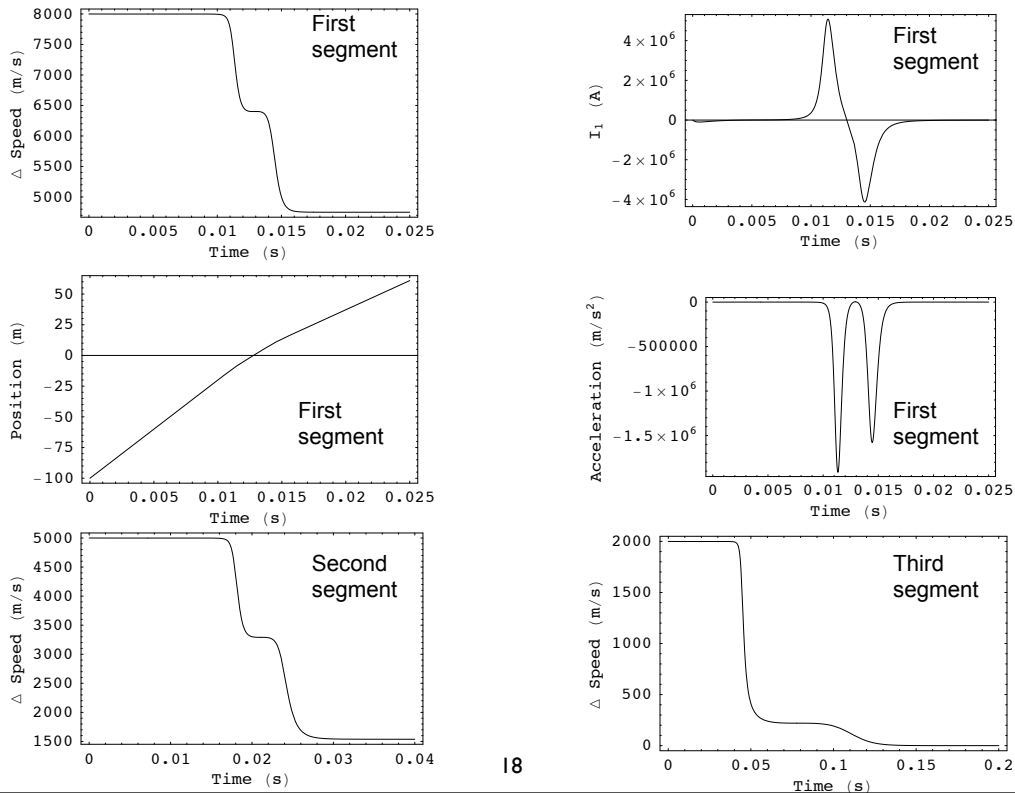 8000
7500
7000
6500
6000
5500
5000
△ Speed (m/s)
First
segment
0 0.005 0.01 0.015 0.02 0.025
Time (s)
4×10⁶
2×10⁶
0
−2×10⁶
−4×10⁶
I₁ (A)
First
segment
0 0.005 0.01 0.015 0.02 0.025
Time (s)
50
25
0
−25
−50
−75
−100
Position (m)
First
segment
0 0.005 0.01 0.015 0.02 0.025
Time (s)
0
−500000
−1×10⁶
−1.5×10⁶
Acceleration (m/s²)
First
segment
0 0.005 0.01 0.015 0.02 0.025
Time (s)
5000
4500
4000
3500
3000
2500
2000
1500
△ Speed (m/s)
Second
segment
0 0.01 0.02 0.03 0.04
Time (s)
2000
1500
1000
500
0
△ Speed (m/s)
Third
segment
0 0.05 0.1 0.15 0.2
Time (s)
18